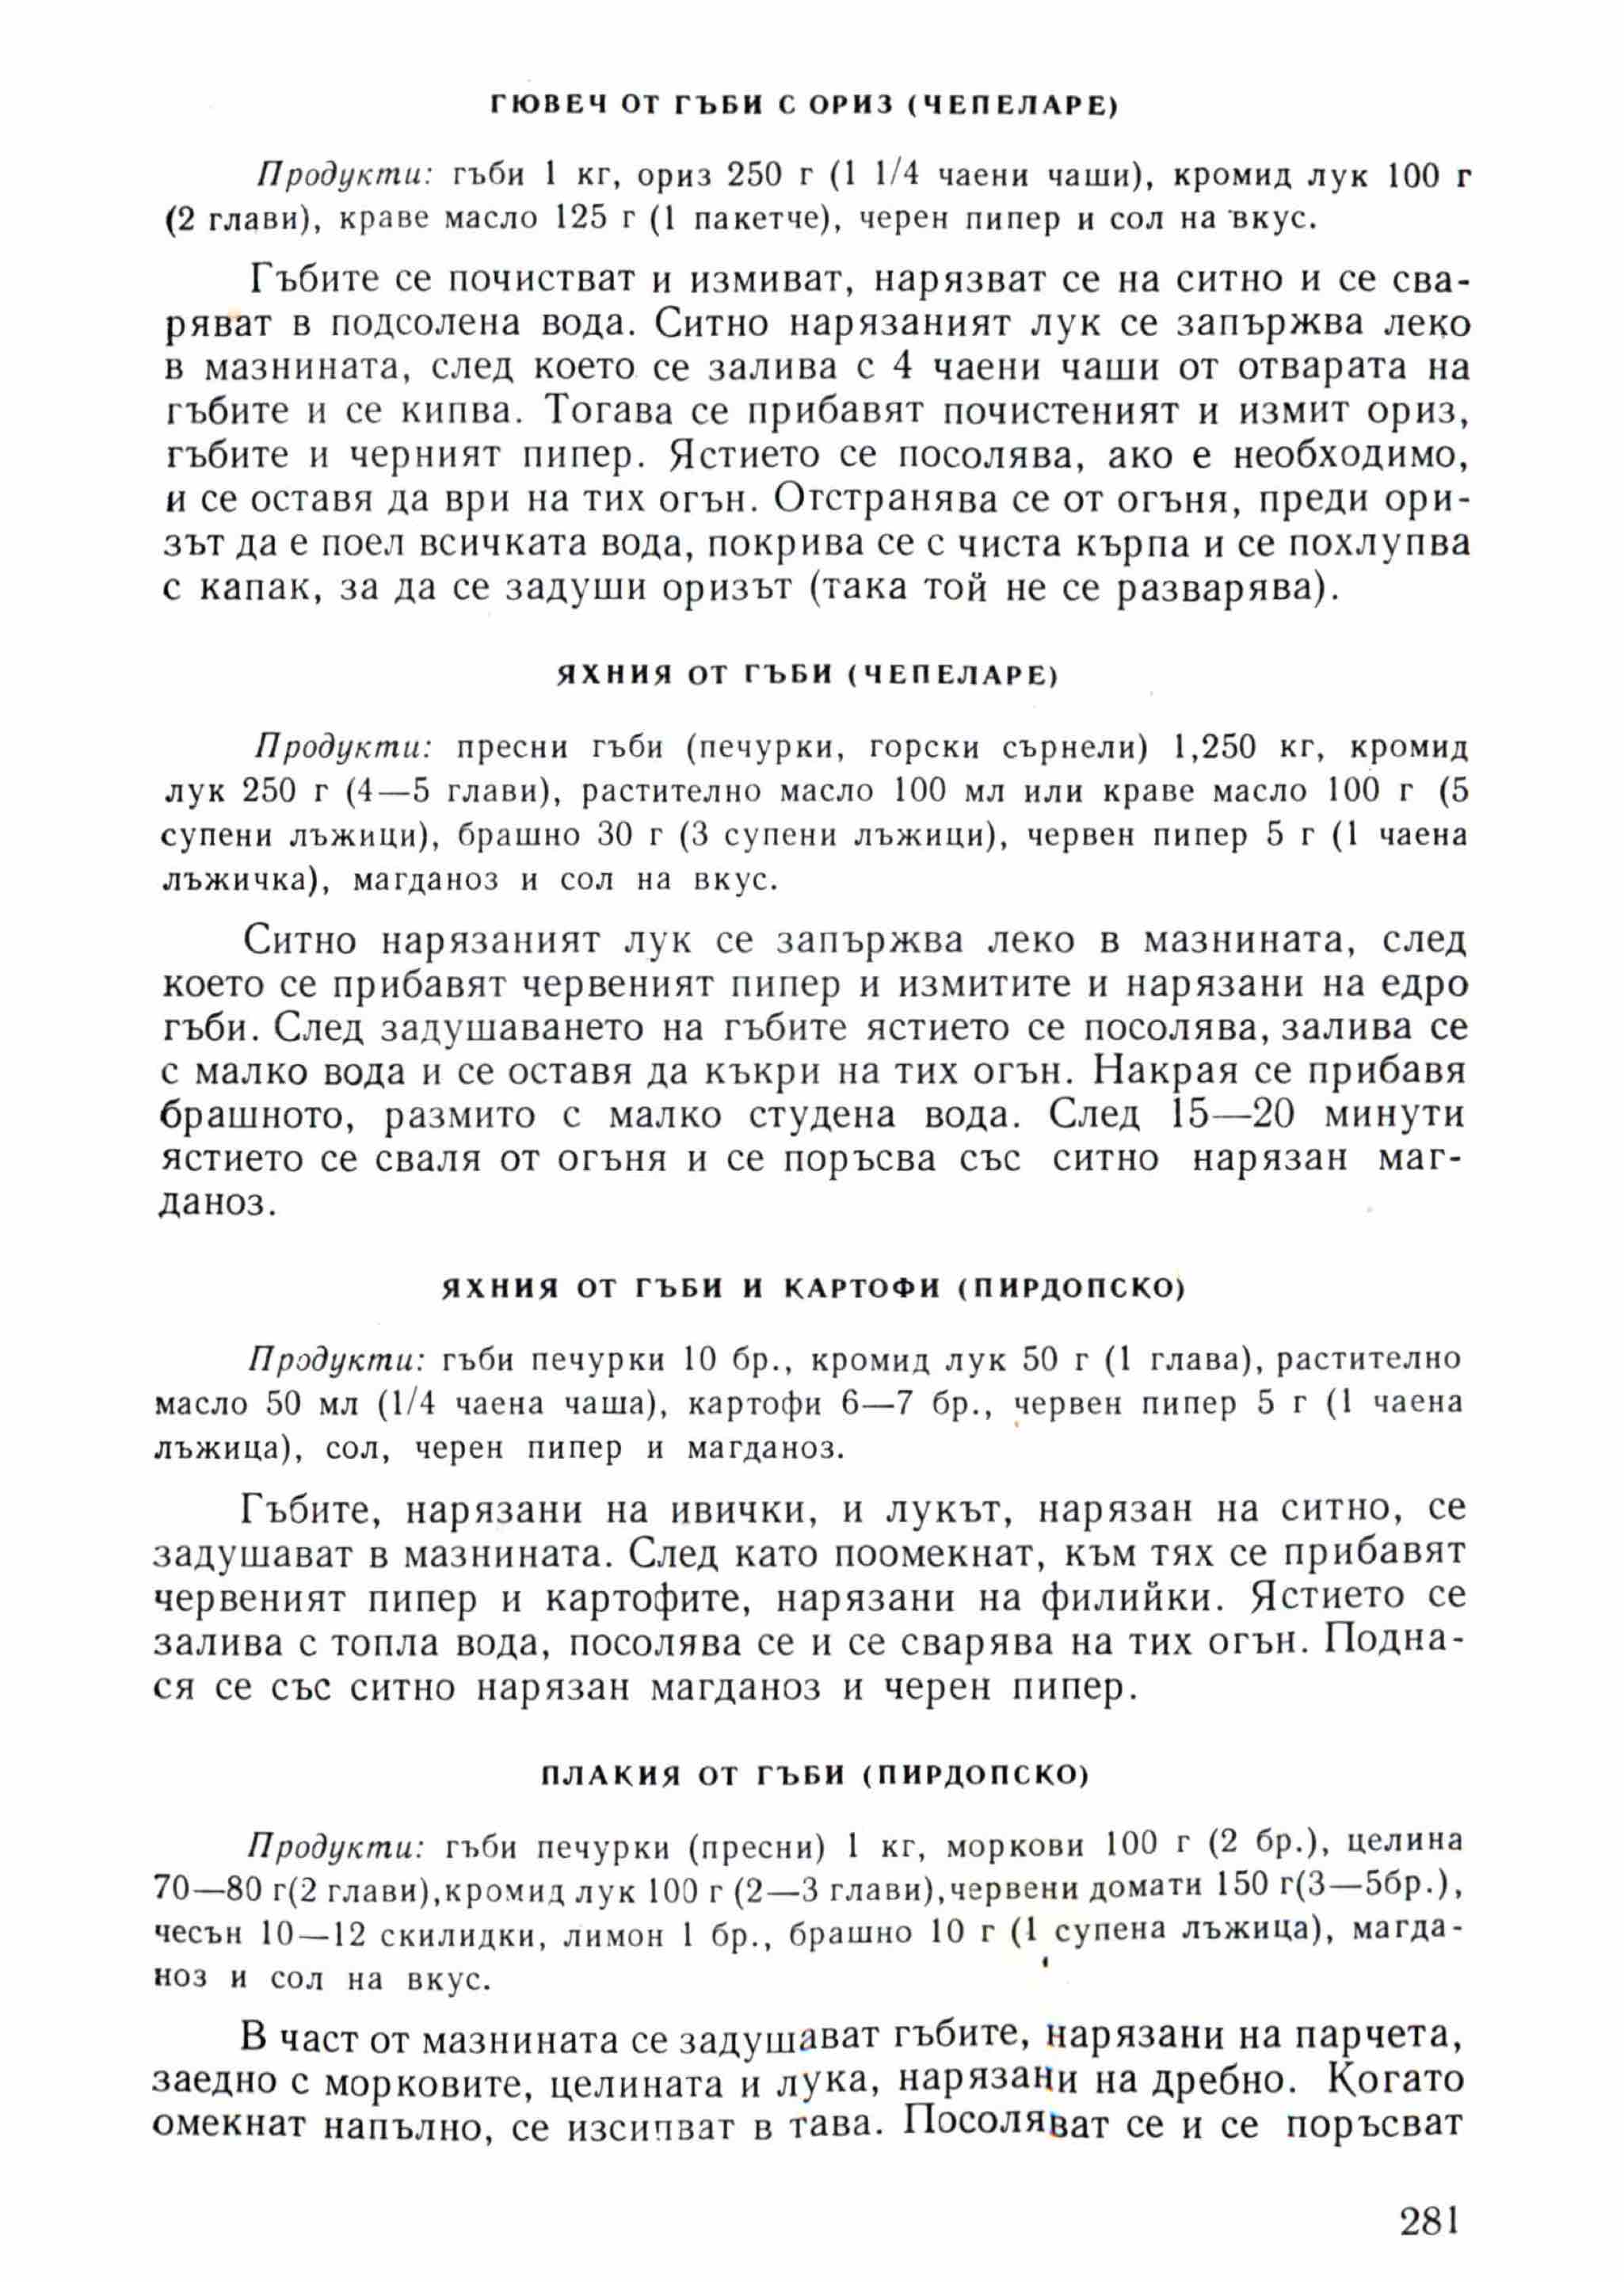 ГЮВЕЧ ОТ ГЪБИ С ОРИЗ (ЧЕПЕЛАРЕ)
Продукти: гъби 1 кг, ориз 250 г (1 1/4 чаени чаши), кромид лук 100 г
(2 глави), краве масло 125 г (1 пакетче), черен пипер и сол на вкус.
Гъбите се почистват и измиват, нарязват се на ситно и се сва-
ряват в подсолена вода. Ситно нарязаният лук се запържва леко
в мазнината, след което се залива с 4 чаени чаши от отварата на
гъбите и се кипва. Тогава се прибавят почистеният и измит ориз,
гъбите и черният пипер. Ястието се посолява, ако е необходимо,
и се оставя да ври на тих огън. Отстранява се от огъня, преди ори-
зът да е поел всичката вода, покрива се с чиста кърпа и се похлупва
с капак, за да се задуши оризът (така той не се разварява).
ЯХНИЯ ОТ ГЪБИ (ЧЕПЕЛАРЕ)
Продукти: пресни гъби (печурки, горски сърнели) 1,250 кг, кромид
лук 250 г (4—5 глави), растително масло 100 мл или краве масло 100 г (5
супени лъжици), брашно 30 г (3 супени лъжици), червен пипер 5 г (1 чаена
лъжичка), магданоз и сол на вкус.
Ситно нарязаният лук се запържва леко в мазнината, след
което се прибавят червеният пипер и измитите и нарязани на едро
гъби. След задушаването на гъбите ястието се посолява, залива се
с малко вода и се оставя да къкри на тих огън. Накрая се прибавя
брашното, размито с малко студена вода. След 15—20 минути
ястието се сваля от огъня и се поръсва със ситно нарязан маг-
даноз.
ЯХНИЯ ОТ ГЪБИ И КАРТОФИ (ПИРДОПСКО)
Продукти: гъби печурки 10 бр., кромид лук 50 г (1 глава), растително
масло 50 мл (1/4 чаена чаша), картофи 6—7 бр., червен пипер 5 г (1 чаена
лъжица), сол, черен пипер и магданоз.
Гъбите, нарязани на ивички, и лукът, нарязан на ситно, се
задушават в мазнината. След като поомекнат, към тях се прибавят
червеният пипер и картофите, нарязани на филийки. Ястието се
залива с топла вода, посолява се и се сварява на тих огън. Подна-
ся се със ситно нарязан магданоз и черен пипер.
ПЛАКИЯ ОТ ГЪБИ (ПИРДОПСКО)
Продукти: гъби печурки (пресни) 1 кг, моркови 100 г (2 бр.), целина
70—80 г(2 глави),кромид лук 100 г (2—3 глави),червени домати 150 г(3—5бр.),
чесън 10—12 скилидки, лимон 1 бр., брашно 10 г (1 супена лъжица), магда-
ноз и сол на вкус.
В част от мазнината се задушават гъбите, нарязани на парчета,
заедно с морковите, целината и лука, нарязани на дребно. Когато
омекнат напълно, се изсипват в тава. Посоляват се и се поръсват
281